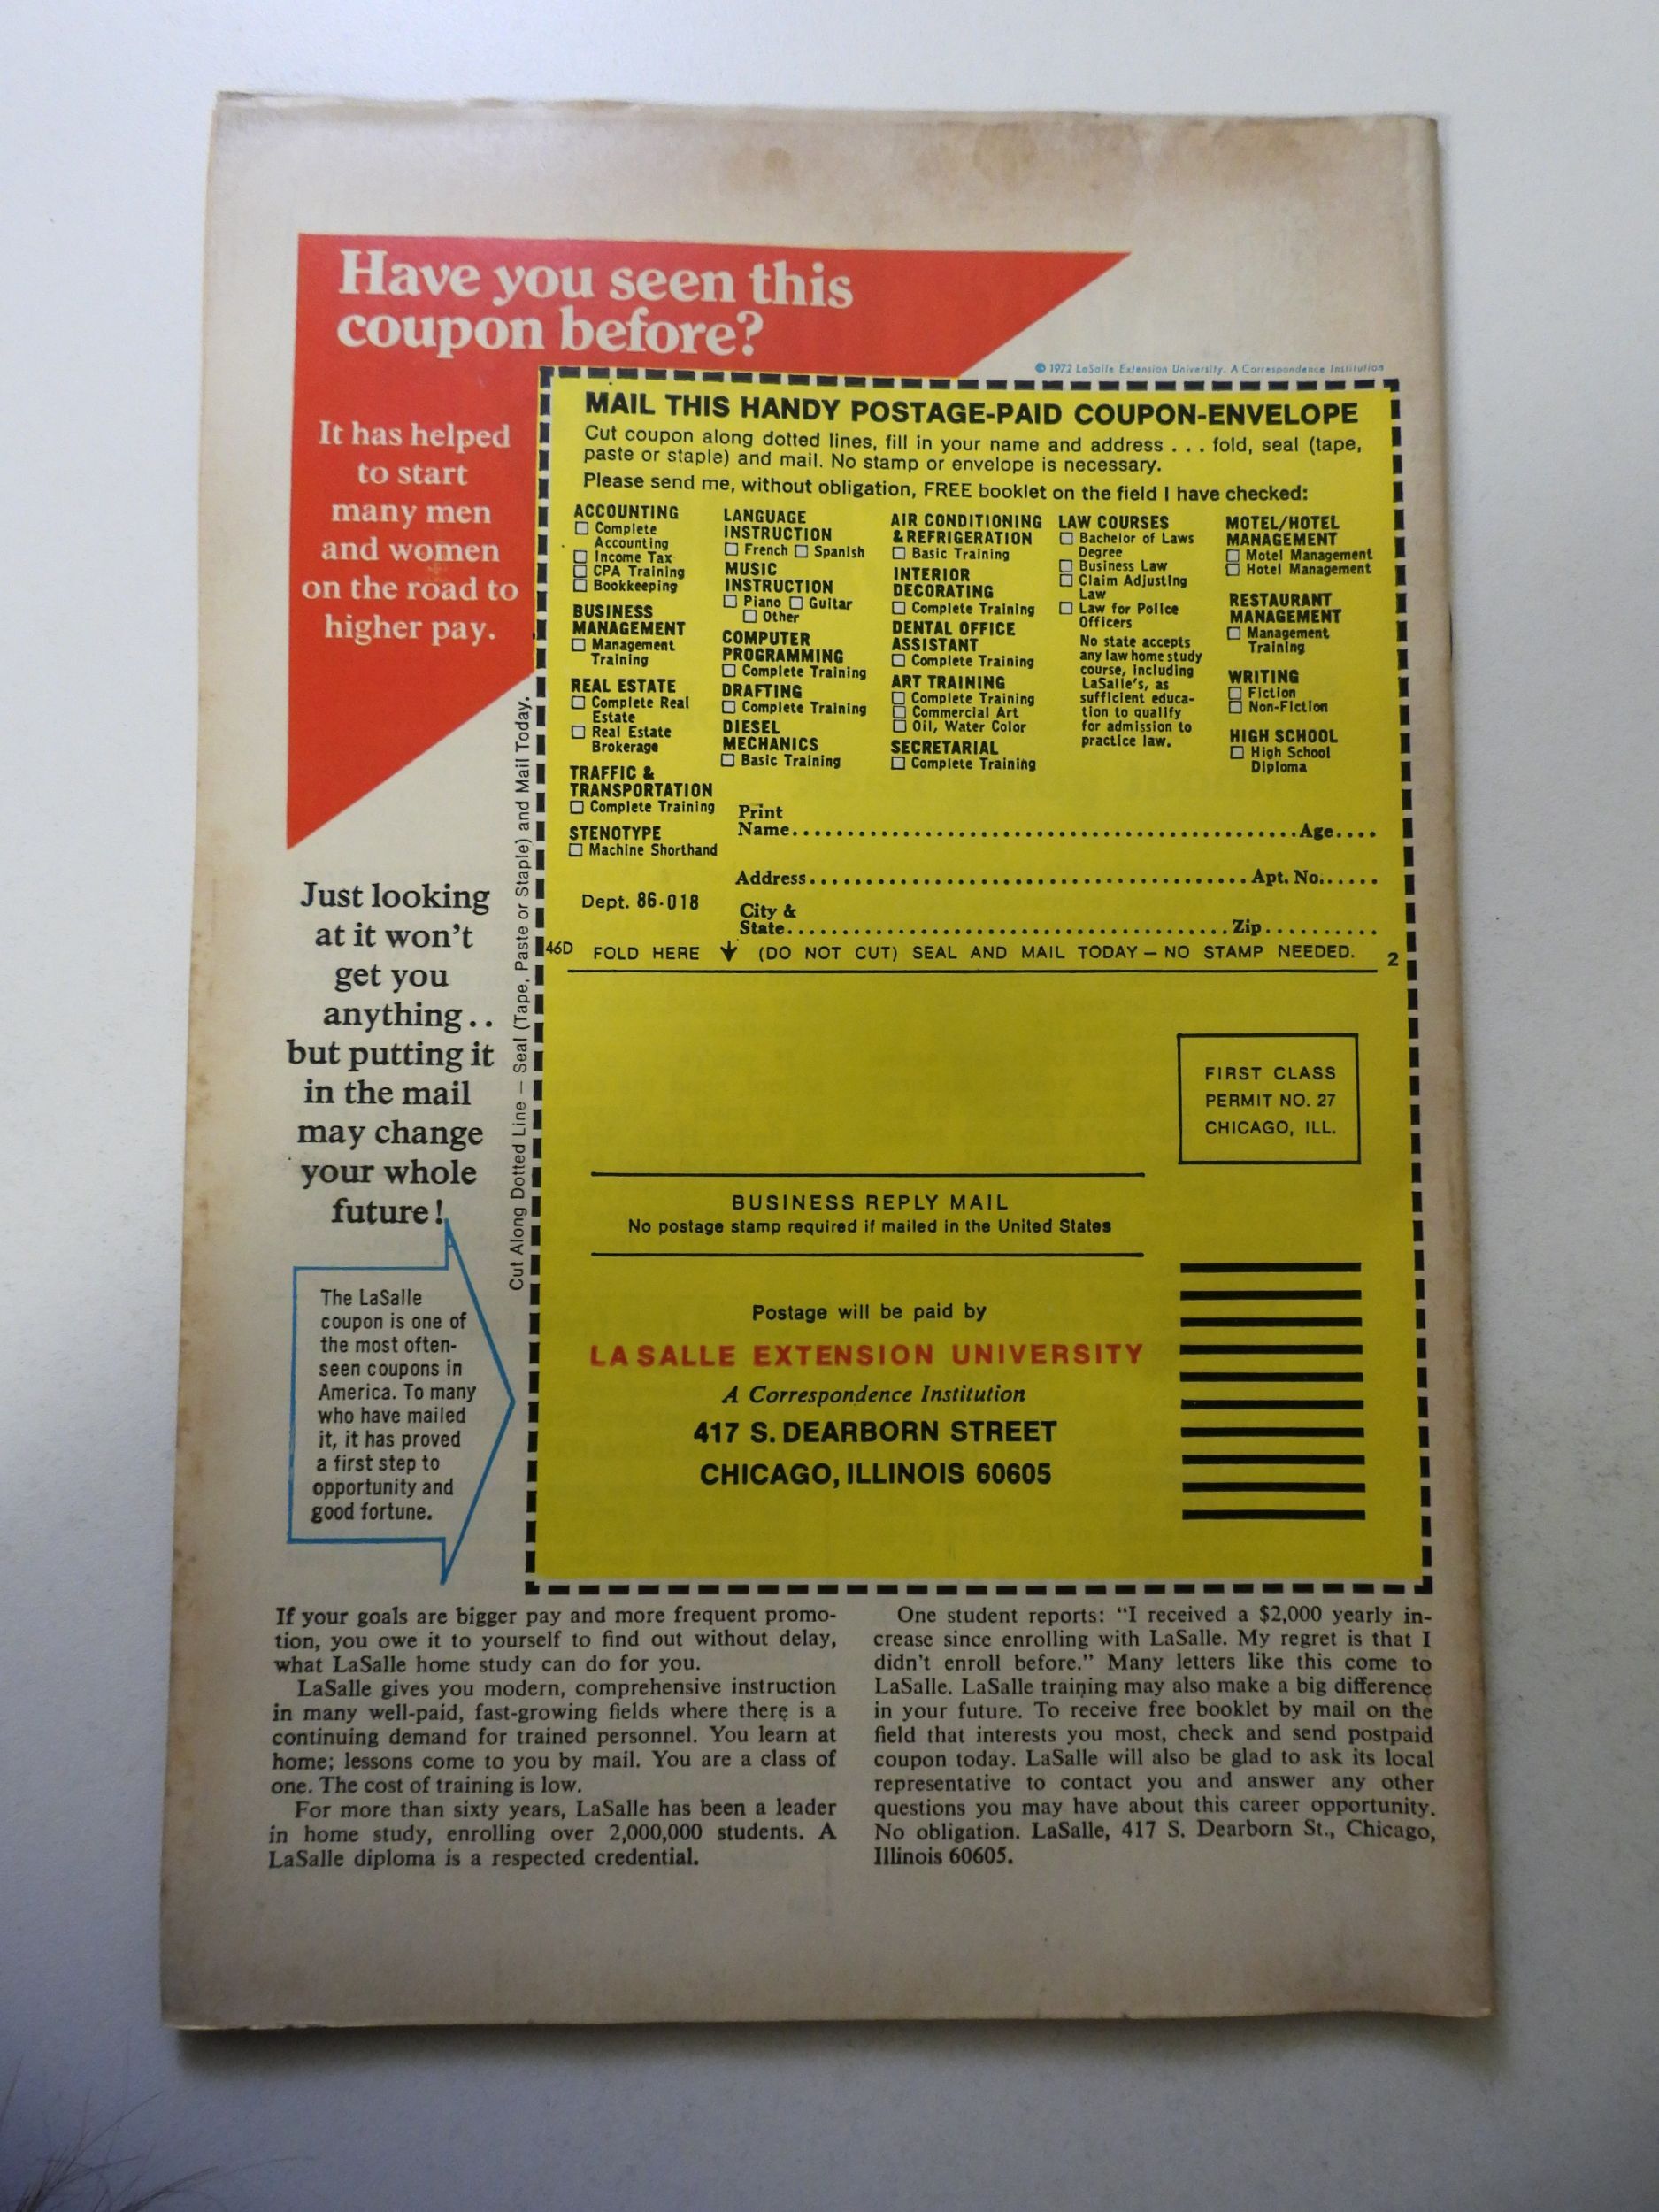 Have you seen this
coupon before?
© 1972 LaSalle Extension University. A Correspondence Institution
It has helped
to start
many men
and women
on the road to
higher pay.
Just looking
at it won't
get you
anything..
but putting it
in the mail
may change
your whole
future!
The LaSalle
coupon is one of
the most often-
seen coupons in
America. To many
who have mailed
it, it has proved
a first step to
opportunity and
good fortune.
Cut Along Dotted Line — Seal (Tape, Paste or Staple) and Mail Today.
MAIL THIS HANDY POSTAGE-PAID COUPON-ENVELOPE
Cut coupon along dotted lines, fill in your name and address . . . fold, seal (tape,
paste or staple) and mail. No stamp or envelope is necessary.
Please send me, without obligation, FREE booklet on the field I have checked:
ACCOUNTING
Complete
Accounting
Income Tax
CPA Training
Bookkeeping
BUSINESS
MANAGEMENT
Management
Training
REAL ESTATE
Complete Real
Estate
Real Estate
Brokerage
TRAFFIC &
TRANSPORTATION
Complete Training
STENOTYPE
Machine Shorthand
LANGUAGE
INSTRUCTION
French Spanish
MUSIC
INSTRUCTION
Piano Guitar
Other
COMPUTER
PROGRAMMING
Complete Training
DRAFTING
Complete Training
DIESEL
MECHANICS
Basic Training
AIR CONDITIONING
& REFRIGERATION
Basic Training
INTERIOR
DECORATING
Complete Training
DENTAL OFFICE
ASSISTANT
Complete Training
ART TRAINING
Complete Training
Commercial Art
Oil, Water Color
SECRETARIAL
Complete Training
LAW COURSES
Bachelor of Laws
Degree
Business Law
Claim Adjusting
Law
Law for Police
Officers
No state accepts
any law home study
course, including
LaSalle's, as
sufficient educa-
tion to qualify
for admission to
practice law.
MOTEL/HOTEL
MANAGEMENT
Motel Management
Hotel Management
RESTAURANT
MANAGEMENT
Management
Training
WRITING
Fiction
Non-Fiction
HIGH SCHOOL
High School
Diploma
Print
Name Age
Address Apt. No.
Dept. 86-018
City &
State Zip
46D FOLD HERE (DO NOT CUT) SEAL AND MAIL TODAY — NO STAMP NEEDED. 2
FIRST CLASS
PERMIT NO. 27
CHICAGO, ILL.
BUSINESS REPLY MAIL
No postage stamp required if mailed in the United States
Postage will be paid by
LA SALLE EXTENSION UNIVERSITY
A Correspondence Institution
417 S. DEARBORN STREET
CHICAGO, ILLINOIS 60605
If your goals are bigger pay and more frequent promo-
tion, you owe it to yourself to find out without delay,
what LaSalle home study can do for you.
LaSalle gives you modern, comprehensive instruction
in many well-paid, fast-growing fields where there is a
continuing demand for trained personnel. You learn at
home; lessons come to you by mail. You are a class of
one. The cost of training is low.
For more than sixty years, LaSalle has been a leader
in home study, enrolling over 2,000,000 students. A
LaSalle diploma is a respected credential.
One student reports: "I received a $2,000 yearly in-
crease since enrolling with LaSalle. My regret is that I
didn't enroll before." Many letters like this come to
LaSalle. LaSalle training may also make a big difference
in your future. To receive free booklet by mail on the
field that interests you most, check and send postpaid
coupon today. LaSalle will also be glad to ask its local
representative to contact you and answer any other
questions you may have about this career opportunity.
No obligation. LaSalle, 417 S. Dearborn St., Chicago,
Illinois 60605.